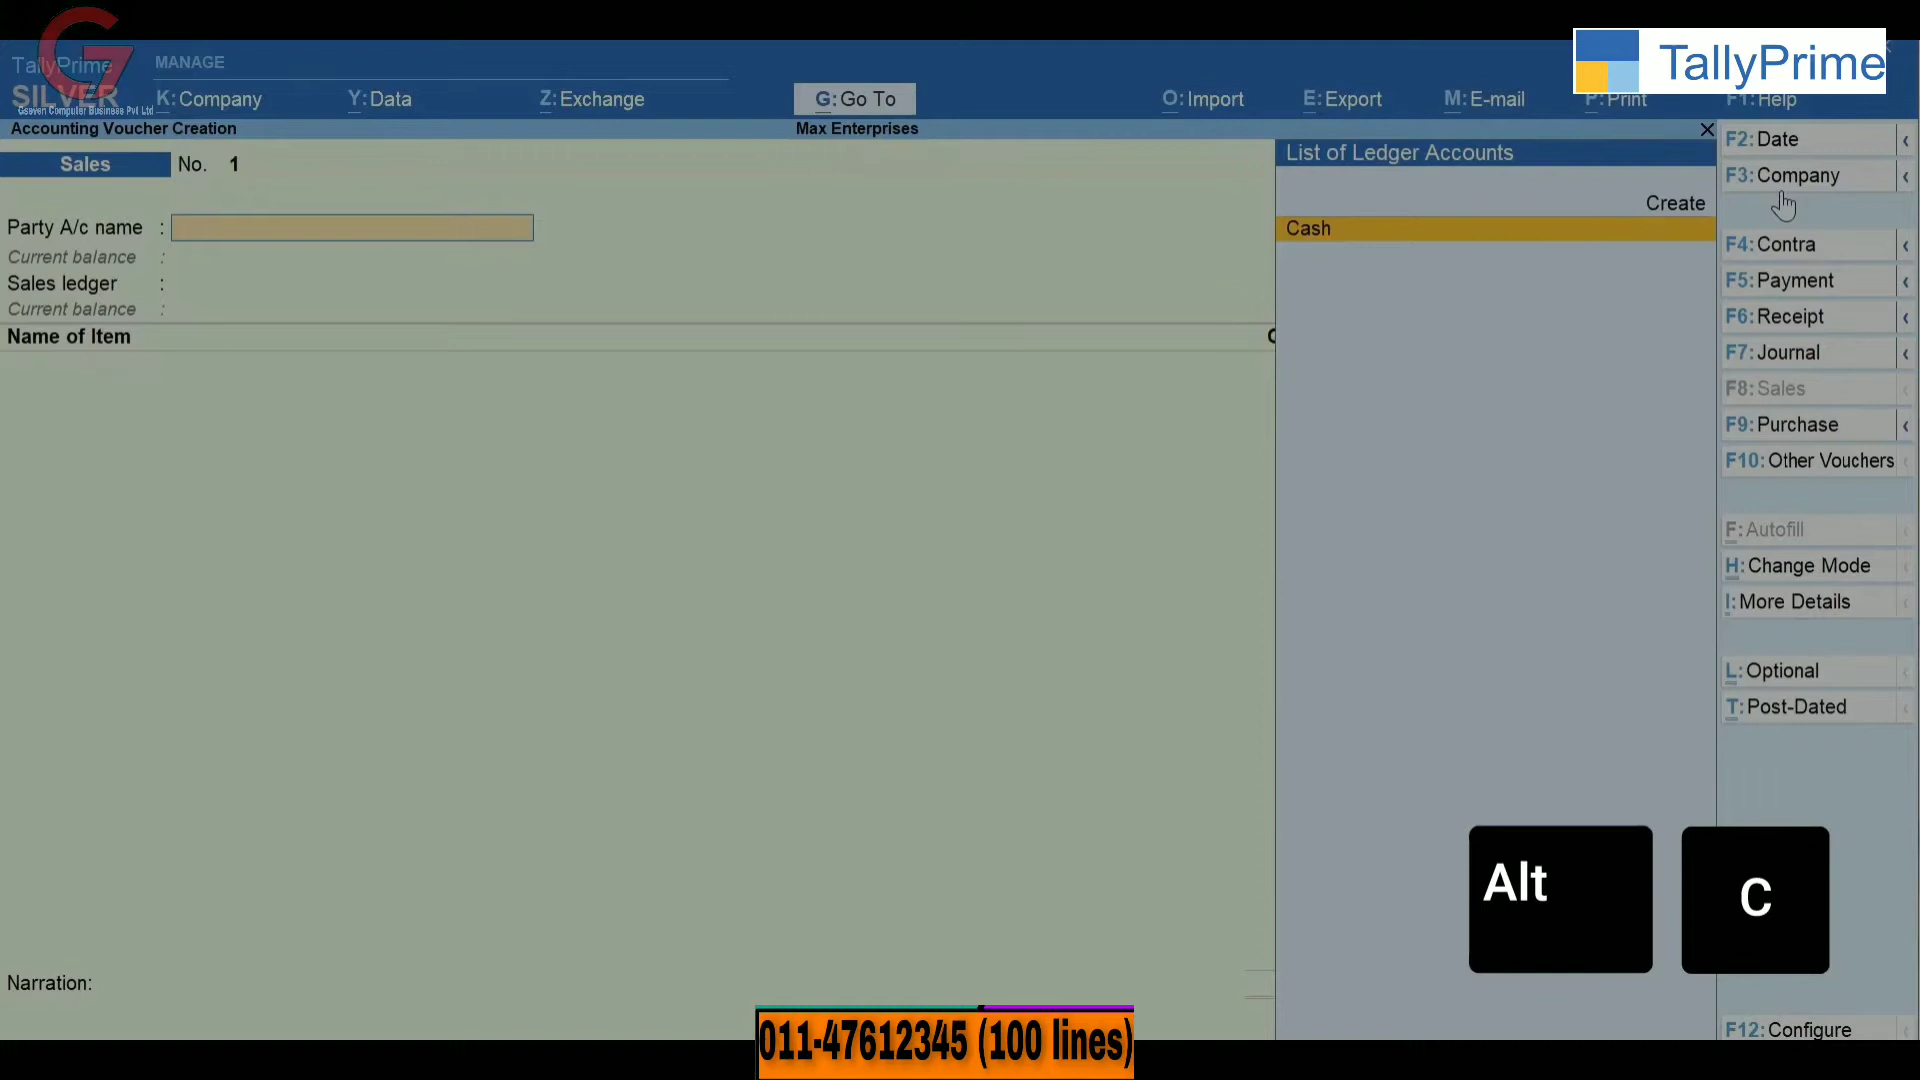 TallyPrime
MANAGE
TallyPrime
SILVER
Gseven Computer Business Pvt Ltd
K: Company
Y: Data
Z: Exchange
G: Go To
O: Import
E: Export
M: E-mail
P: Print
F1: Help
Accounting Voucher Creation
Max Enterprises
Sales
No. 1
Party A/c name :
Current balance :
Sales ledger :
Current balance :
Name of Item
List of Ledger Accounts
Create
Cash
F2: Date
F3: Company
F4: Contra
F5: Payment
F6: Receipt
F7: Journal
F8: Sales
F9: Purchase
F10: Other Vouchers
F: Autofill
H: Change Mode
I: More Details
L: Optional
T: Post-Dated
F12: Configure
Alt
C
Narration:
011-47612345 (100 lines)